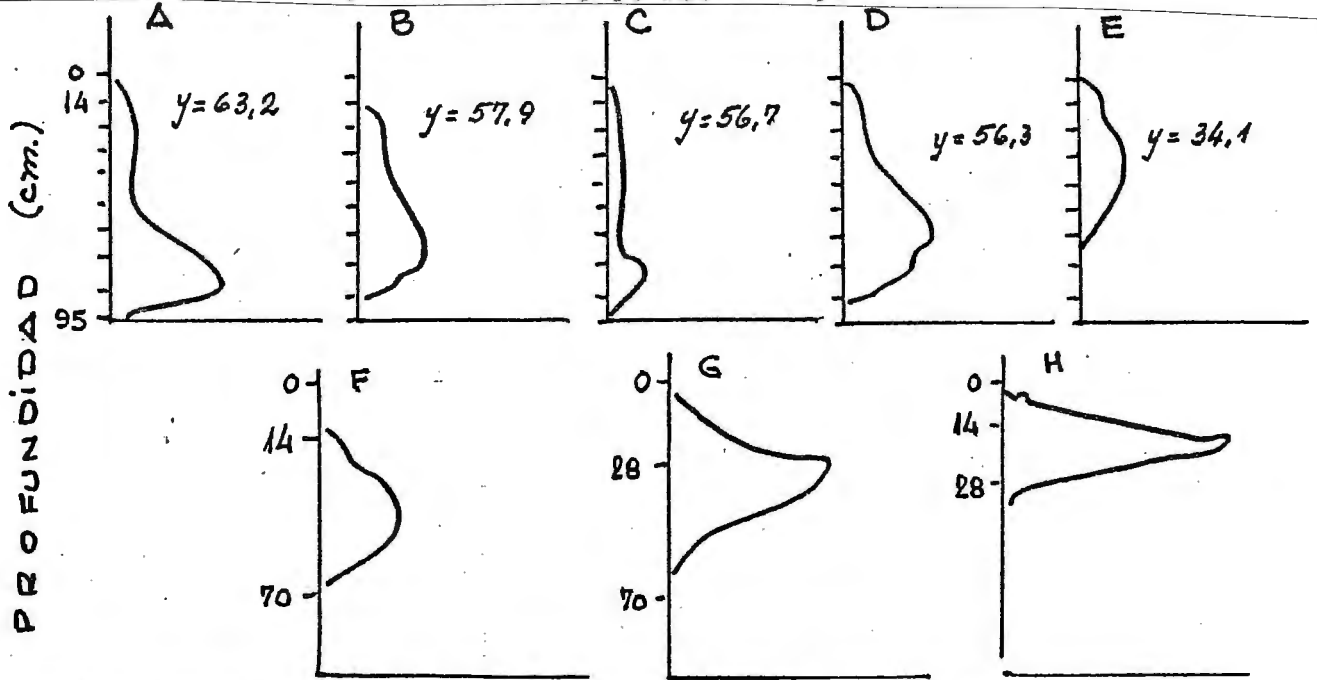 A
B
C
D
E
0
14
95
y=63,2
y=57,9
y=56,7
y=56,3
y=34,1
PROFUNDIDAD (cm.)
F
0
14
70
G
0
28
70
H
0
14
28